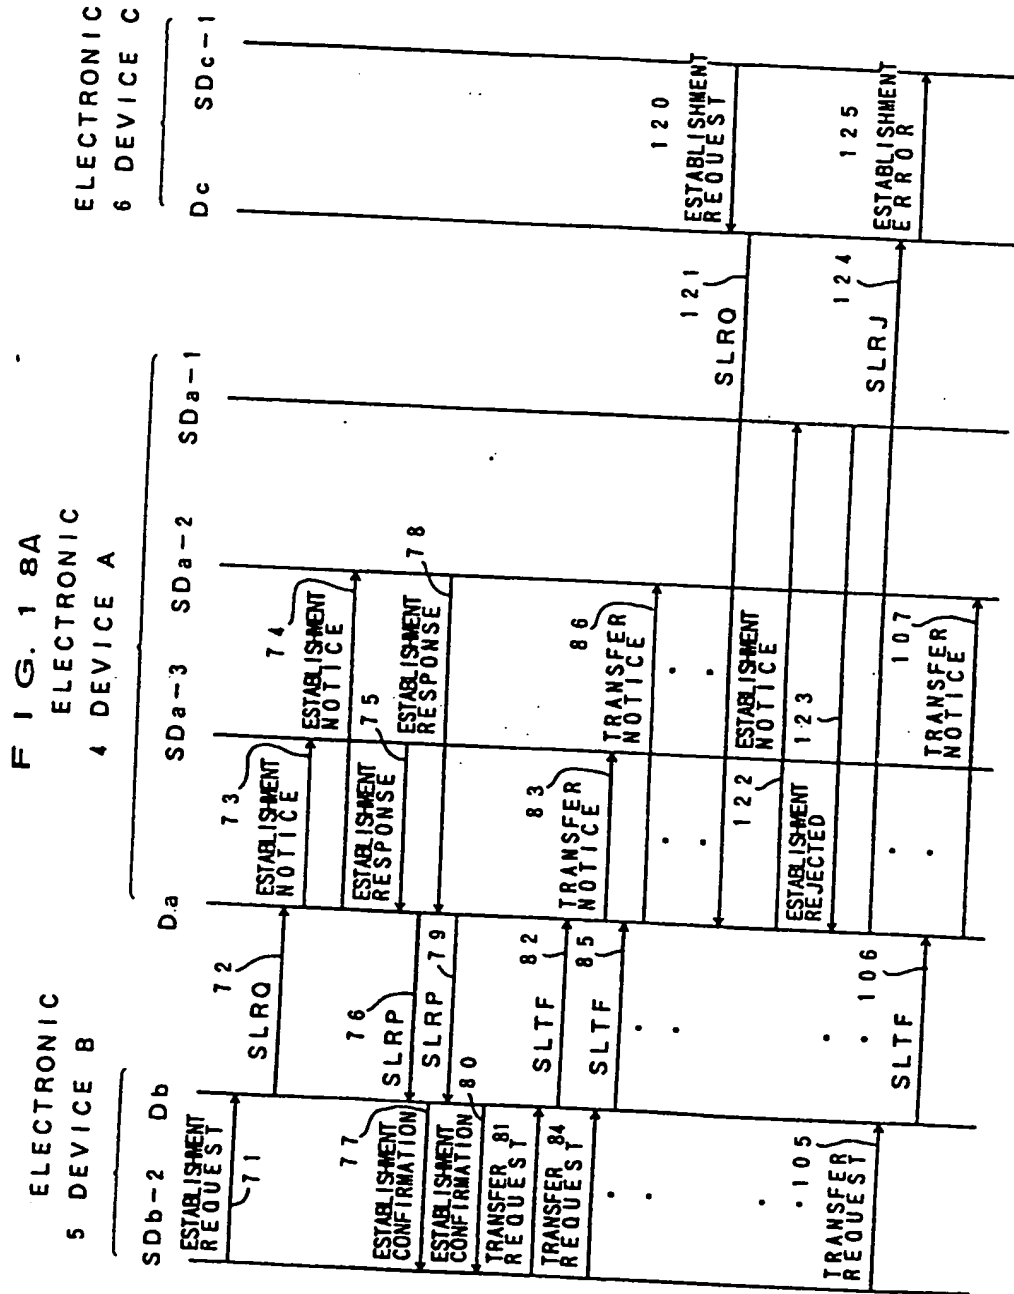 FIG. 18A
ELECTRONIC
5 DEVICE B
ELECTRONIC
4 DEVICE A
ELECTRONIC
6 DEVICE C
SDb-2
Db
Da
SDa-3
SDa-2
SDa-1
Dc
SDc-1
ESTABLISHMENT
REQUEST
71
72
SLRQ
73
ESTABLISHMENT
NOTICE
74
ESTABLISHMENT
NOTICE
75
ESTABLISHMENT
RESPONSE
76
SLRP
77
ESTABLISHMENT
CONFIRMATION
78
ESTABLISHMENT
RESPONSE
79
SLRP
80
ESTABLISHMENT
CONFIRMATION
TRANSFER 81
REQUEST
82
SLTF
83
TRANSFER
NOTICE
TRANSFER 84
REQUEST
85
SLTF
86
TRANSFER
NOTICE
120
ESTABLISHMENT
REQUEST
121
SLRQ
122
ESTABLISHMENT
NOTICE
123
ESTABLISHMENT
REJECTED
124
SLRJ
125
ESTABLISHMENT
ERROR
105
TRANSFER
REQUEST
106
SLTF
107
TRANSFER
NOTICE